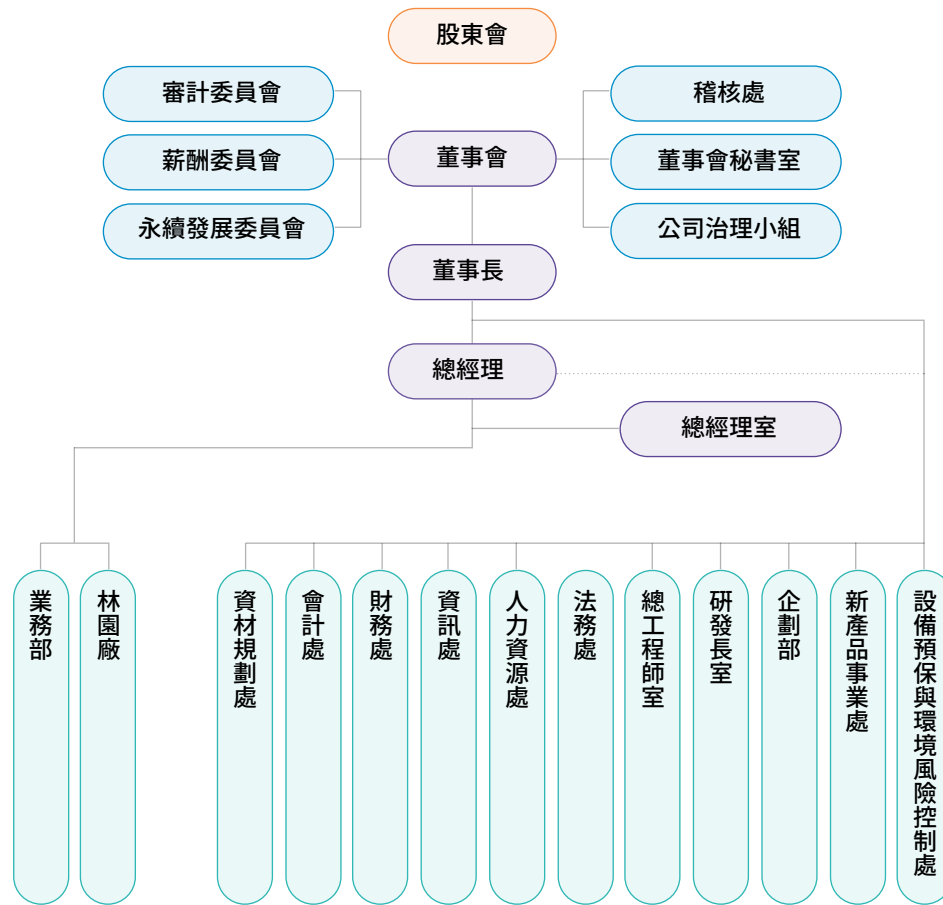 股東會
審計委員會
稽核處
薪酬委員會
董事會
董事會秘書室
永續發展委員會
公司治理小組
董事長
總經理
總經理室
業務部
林園廠
資材規劃處
會計處
財務處
資訊處
人力資源處
法務處
總工程師室
研發長室
企劃部
新產品事業處
設備預保與環境風險控制處